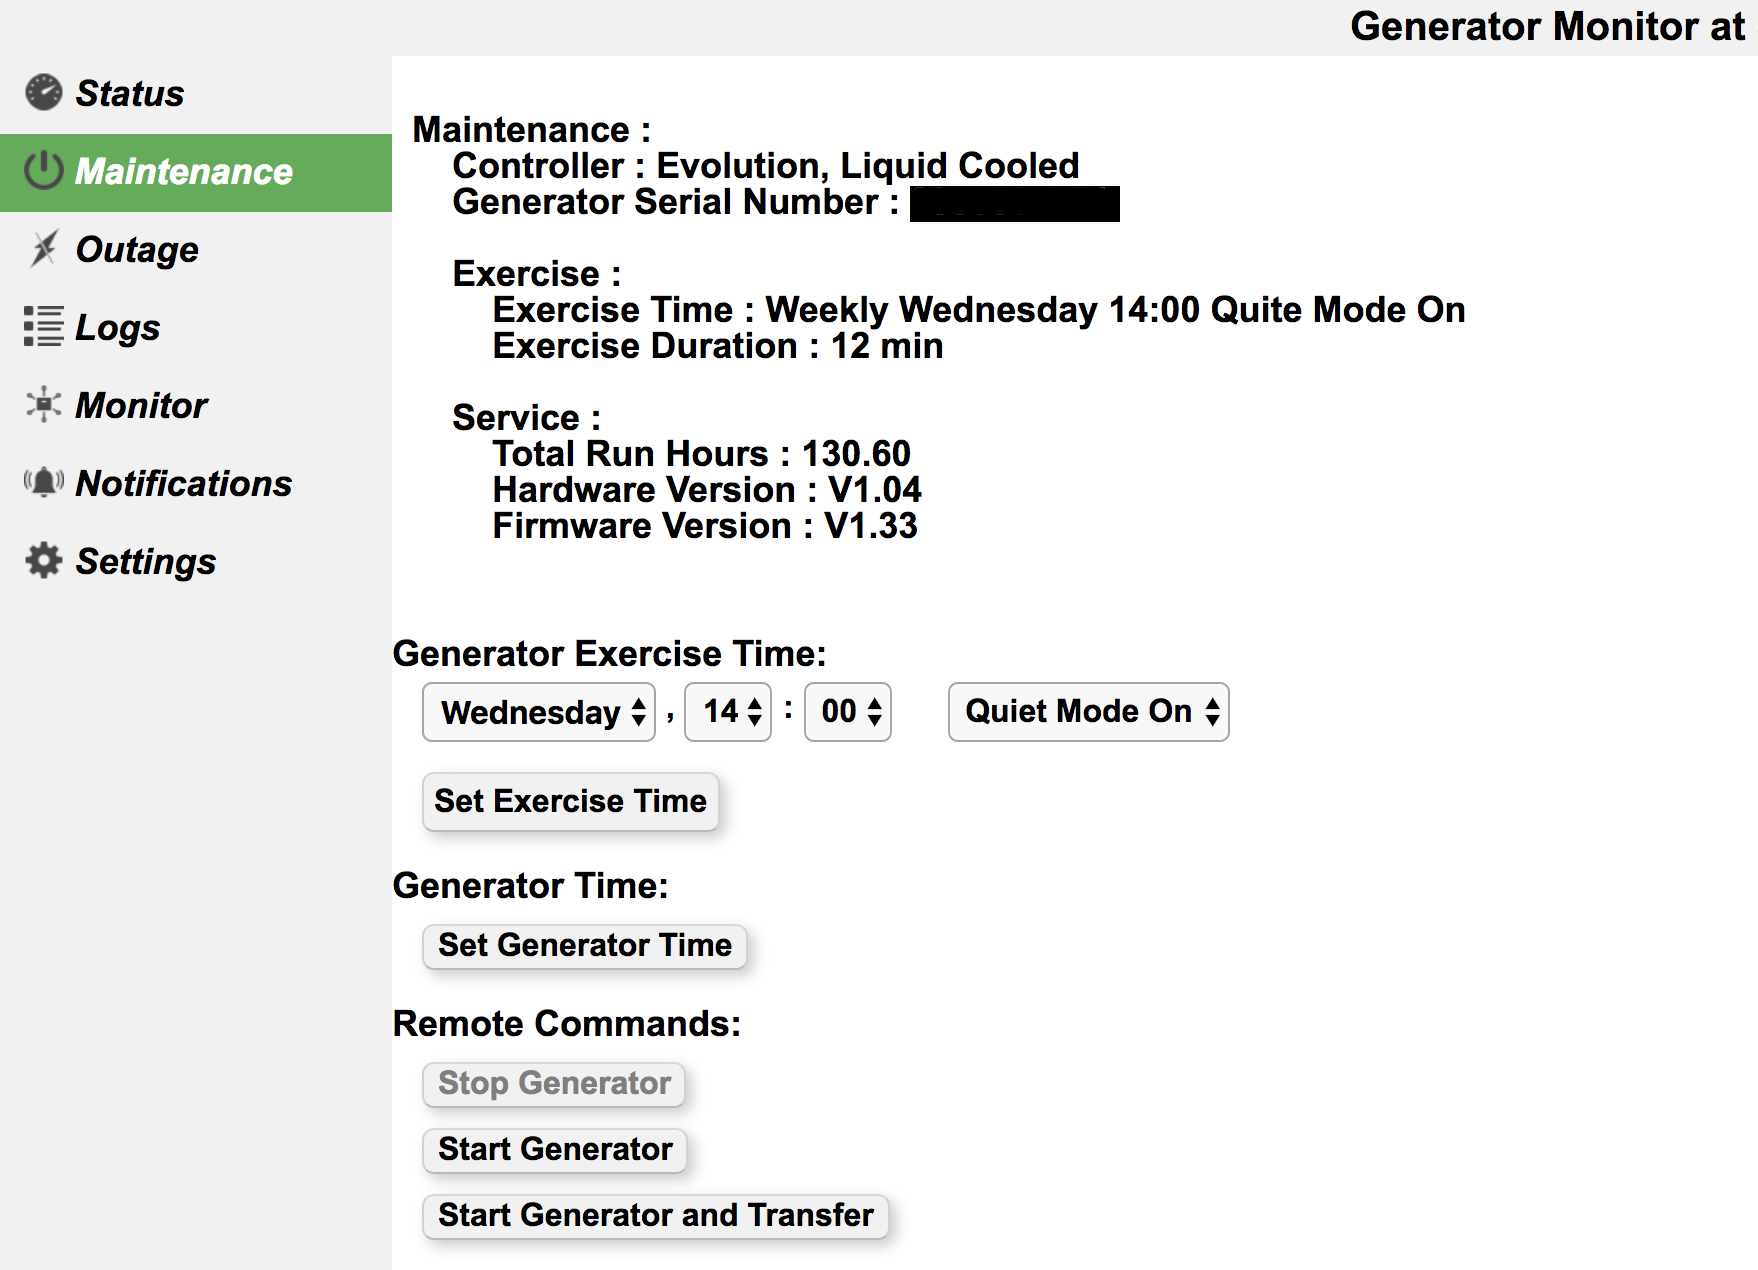 Generator Monitor at
Status
Maintenance
Outage
Logs
Monitor
Notifications
Settings
Maintenance :
Controller : Evolution, Liquid Cooled
Generator Serial Number :
Exercise :
Exercise Time : Weekly Wednesday 14:00 Quite Mode On
Exercise Duration : 12 min
Service :
Total Run Hours : 130.60
Hardware Version : V1.04
Firmware Version : V1.33
Generator Exercise Time:
Wednesday , 14 : 00 Quiet Mode On
Set Exercise Time
Generator Time:
Set Generator Time
Remote Commands:
Stop Generator
Start Generator
Start Generator and Transfer